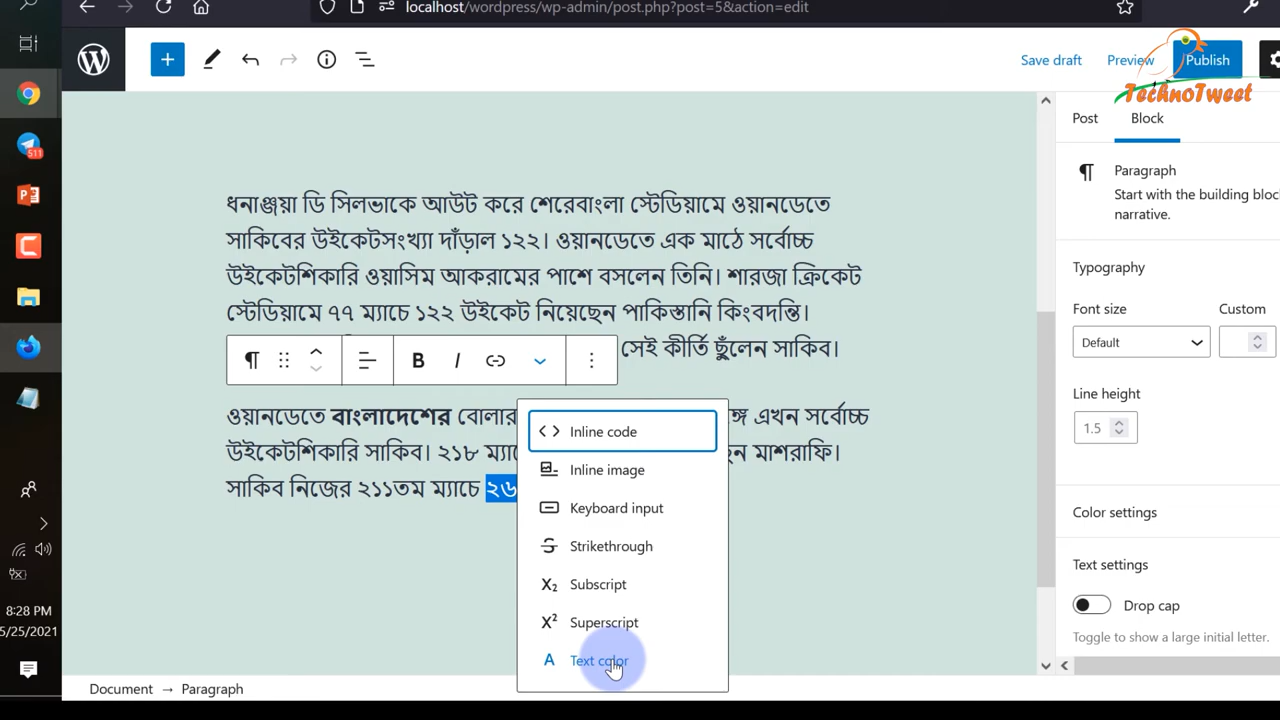 localhost/wordpress/wp-admin/post.php?post=5&action=edit
Save draft
Preview
Publish
TechnoTweet
Post
Block
Paragraph
Start with the building block
narrative.
Typography
Font size
Custom
Default
Line height
1.5
Color settings
Text settings
Drop cap
Toggle to show a large initial letter.
ধনাঞ্জয়া ডি সিলভাকে আউট করে শেরেবাংলা স্টেডিয়ামে ওয়ানডেতে
সাকিবের উইকেটসংখ্যা দাঁড়াল ১২২। ওয়ানডেতে এক মাঠে সর্বোচ্চ
উইকেটশিকারি ওয়াসিম আকরামের পাশে বসলেন তিনি। শারজা ক্রিকেট
স্টেডিয়ামে ৭৭ ম্যাচে ১২২ উইকেট নিয়েছেন পাকিস্তানি কিংবদন্তি।
সেই কীর্তি ছুঁলেন সাকিব।
B I
ওয়ানডেতে বাংলাদেশের বোলার এখন সর্বোচ্চ
উইকেটশিকারি সাকিব। ২১৮ মাশরাফি।
সাকিব নিজের ২১১তম ম্যাচে ২৬
Inline code
Inline image
Keyboard input
Strikethrough
X₂ Subscript
X² Superscript
A Text color
511
8:28 PM
5/25/2021
Document → Paragraph